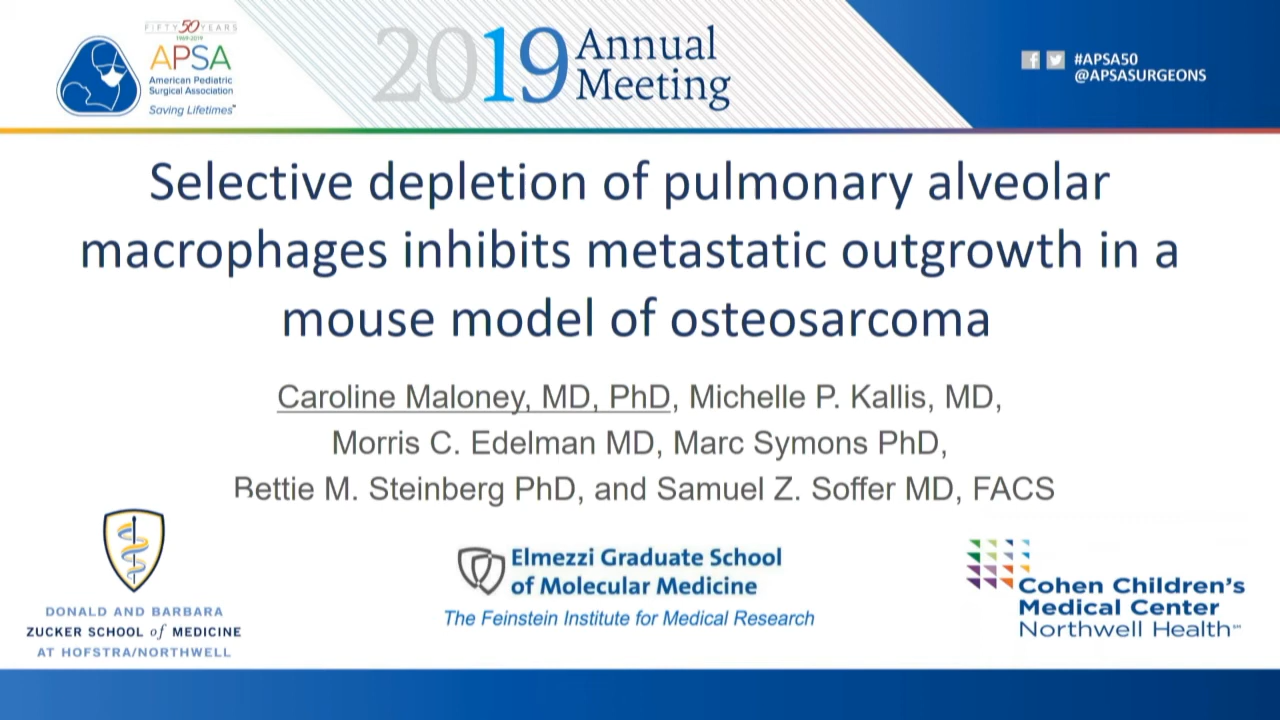 FIFTY 50 YEARS
1969-2019
APSA
American Pediatric
Surgical Association
Saving Lifetimes™
2019 Annual
Meeting
#APSA50
@APSASURGEONS
Selective depletion of pulmonary alveolar
macrophages inhibits metastatic outgrowth in a
mouse model of osteosarcoma
Caroline Maloney, MD, PhD, Michelle P. Kallis, MD,
Morris C. Edelman MD, Marc Symons PhD,
Bettie M. Steinberg PhD, and Samuel Z. Soffer MD, FACS
DONALD AND BARBARA
ZUCKER SCHOOL of MEDICINE
AT HOFSTRA/NORTHWELL
Elmezzi Graduate School
of Molecular Medicine
The Feinstein Institute for Medical Research
Cohen Children's
Medical Center
Northwell Health℠